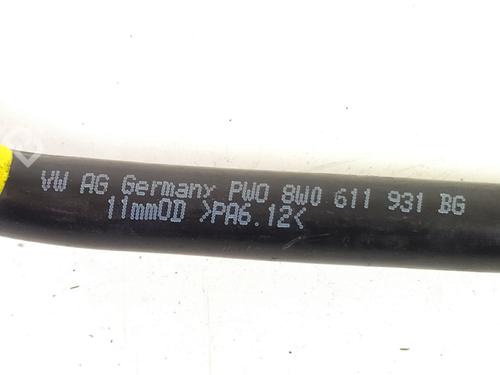 VW AG Germany PWO 8W0 611 931 BG
11mmOD >PA6.12<